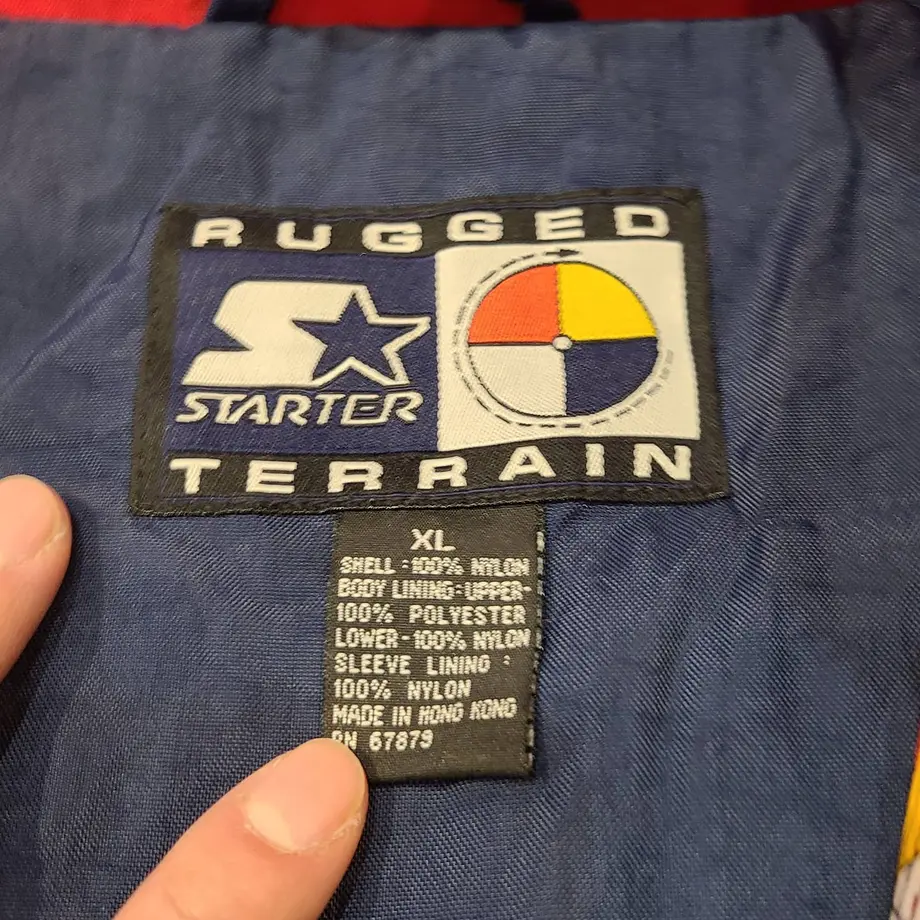 RUGGED
STARTER
TERRAIN
XL
SHELL : 100% NYLON
BODY LINING : UPPER-
100% POLYESTER
LOWER - 100% NYLON
SLEEVE LINING :
100% NYLON
MADE IN HONG KONG
RN 67879